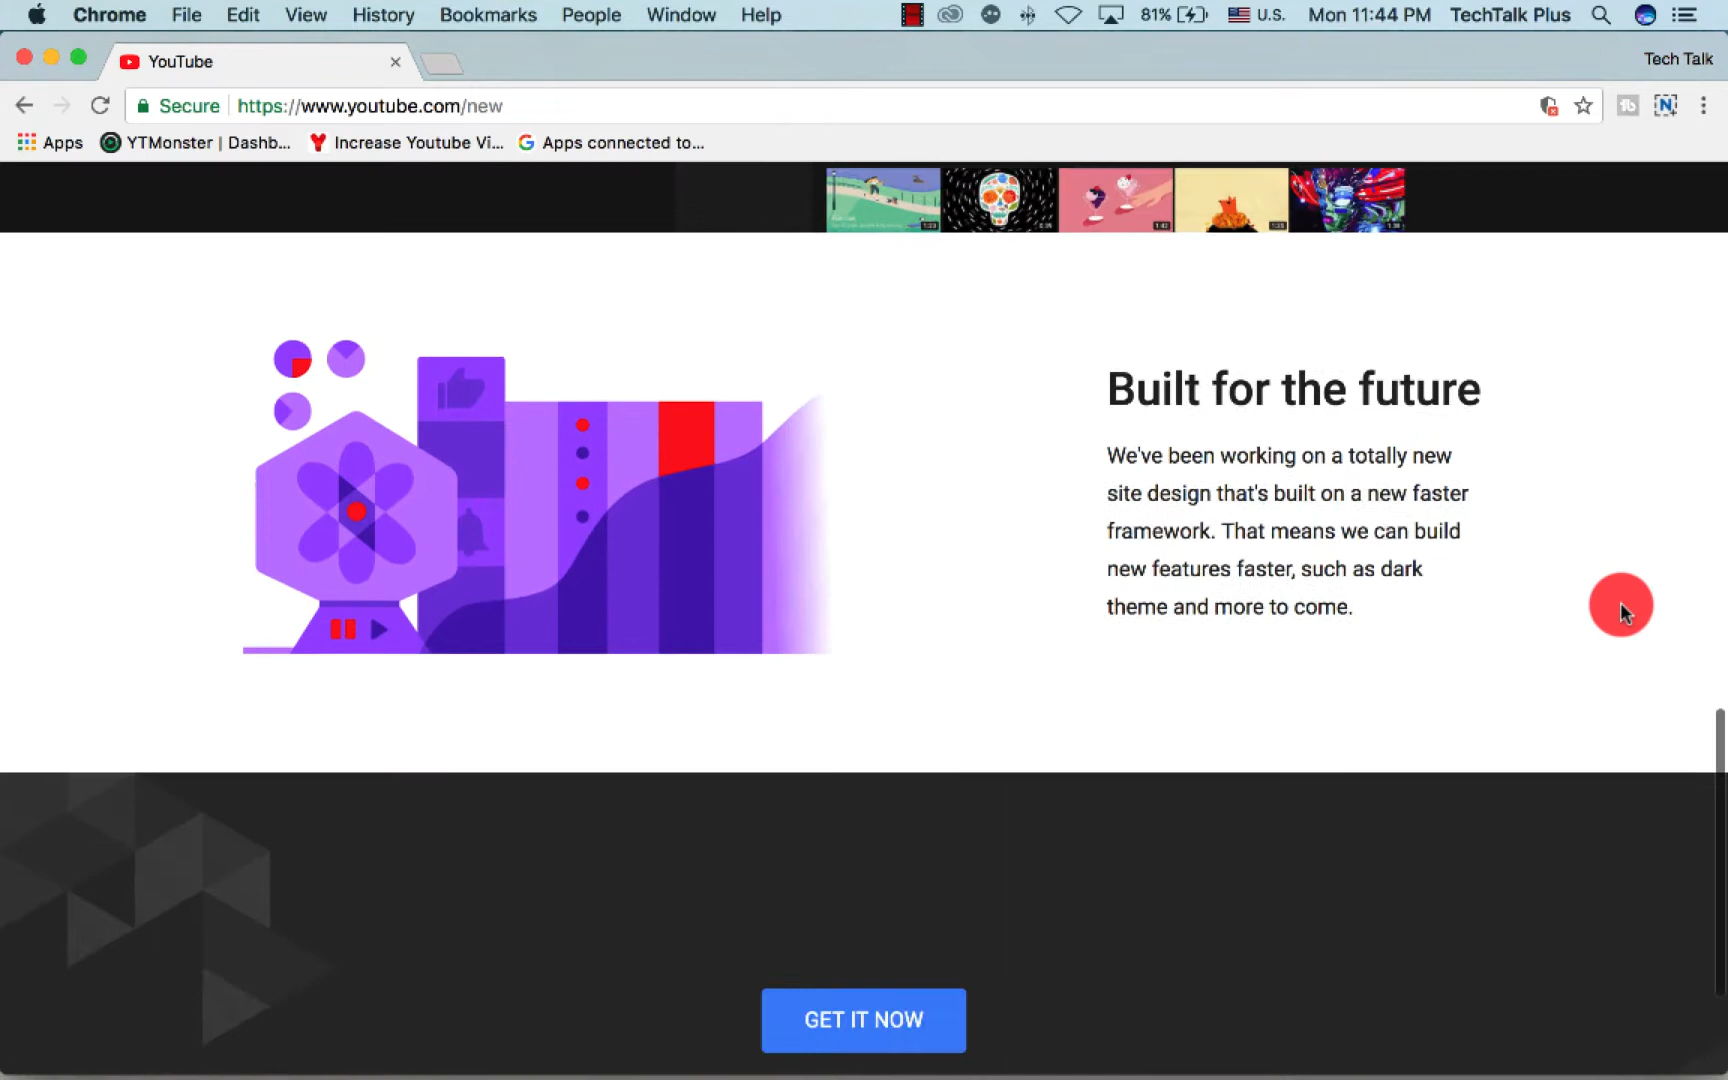 Chrome File Edit View History Bookmarks People Window Help 81% U.S. Mon 11:44 PM TechTalk Plus
YouTube Tech Talk
Secure https://www.youtube.com/new
Apps YTMonster | Dashb... Increase Youtube Vi... Apps connected to...
Built for the future
We've been working on a totally new
site design that's built on a new faster
framework. That means we can build
new features faster, such as dark
theme and more to come.
GET IT NOW